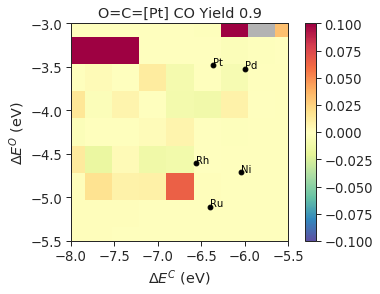 O=C=[Pt] CO Yield 0.9
−3.0
−3.5
−4.0
−4.5
−5.0
−5.5
ΔE^O (eV)
Pt
Pd
Rh
Ni
Ru
−8.0 −7.5 −7.0 −6.5 −6.0 −5.5
ΔE^C (eV)
0.100
0.075
0.050
0.025
0.000
−0.025
−0.050
−0.075
−0.100